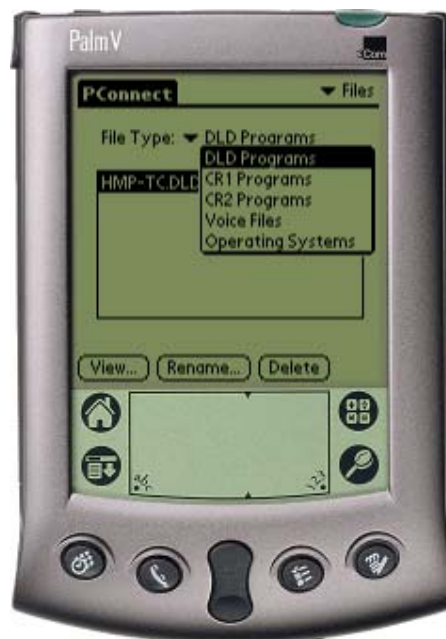 Palm V
3Com
PConnect
Files
File Type: DLD Programs
DLD Programs
CR1 Programs
CR2 Programs
Voice Files
Operating Systems
HMP-TC.DLD
View...
Rename...
Delete